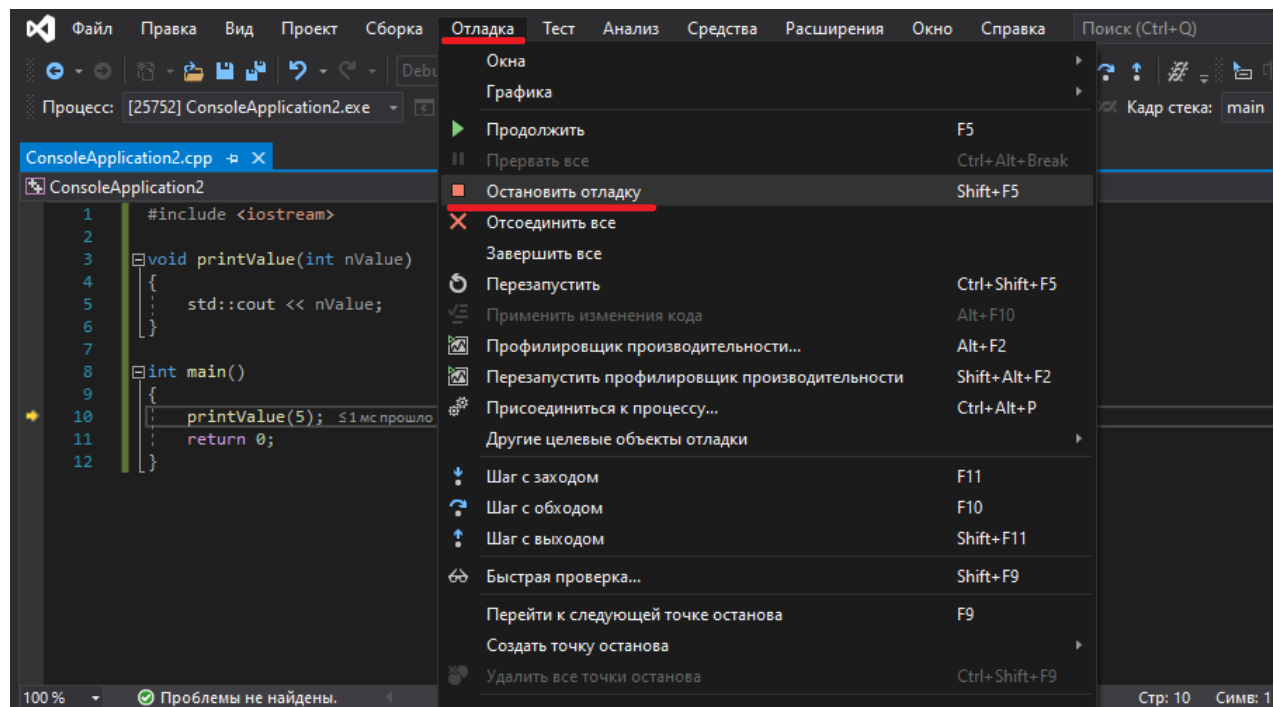 Файл Правка Вид Проект Сборка Отладка Тест Анализ Средства Расширения Окно Справка Поиск (Ctrl+Q)
Процесс: [25752] ConsoleApplication2.exe Кадр стека: main
ConsoleApplication2.cpp
ConsoleApplication2
1 #include <iostream>
2
3 void printValue(int nValue)
4 {
5 std::cout << nValue;
6 }
7
8 int main()
9 {
10 printValue(5); ≤1 мс прошло
11 return 0;
12 }
Окна
Графика
Продолжить F5
Прервать все Ctrl+Alt+Break
Остановить отладку Shift+F5
Отсоединить все
Завершить все
Перезапустить Ctrl+Shift+F5
Применить изменения кода Alt+F10
Профилировщик производительности... Alt+F2
Перезапустить профилировщик производительности Shift+Alt+F2
Присоединиться к процессу... Ctrl+Alt+P
Другие целевые объекты отладки
Шаг с заходом F11
Шаг с обходом F10
Шаг с выходом Shift+F11
Быстрая проверка... Shift+F9
Перейти к следующей точке останова F9
Создать точку останова
Удалить все точки останова Ctrl+Shift+F9
100 % Проблемы не найдены. Стр: 10 Симв: 1